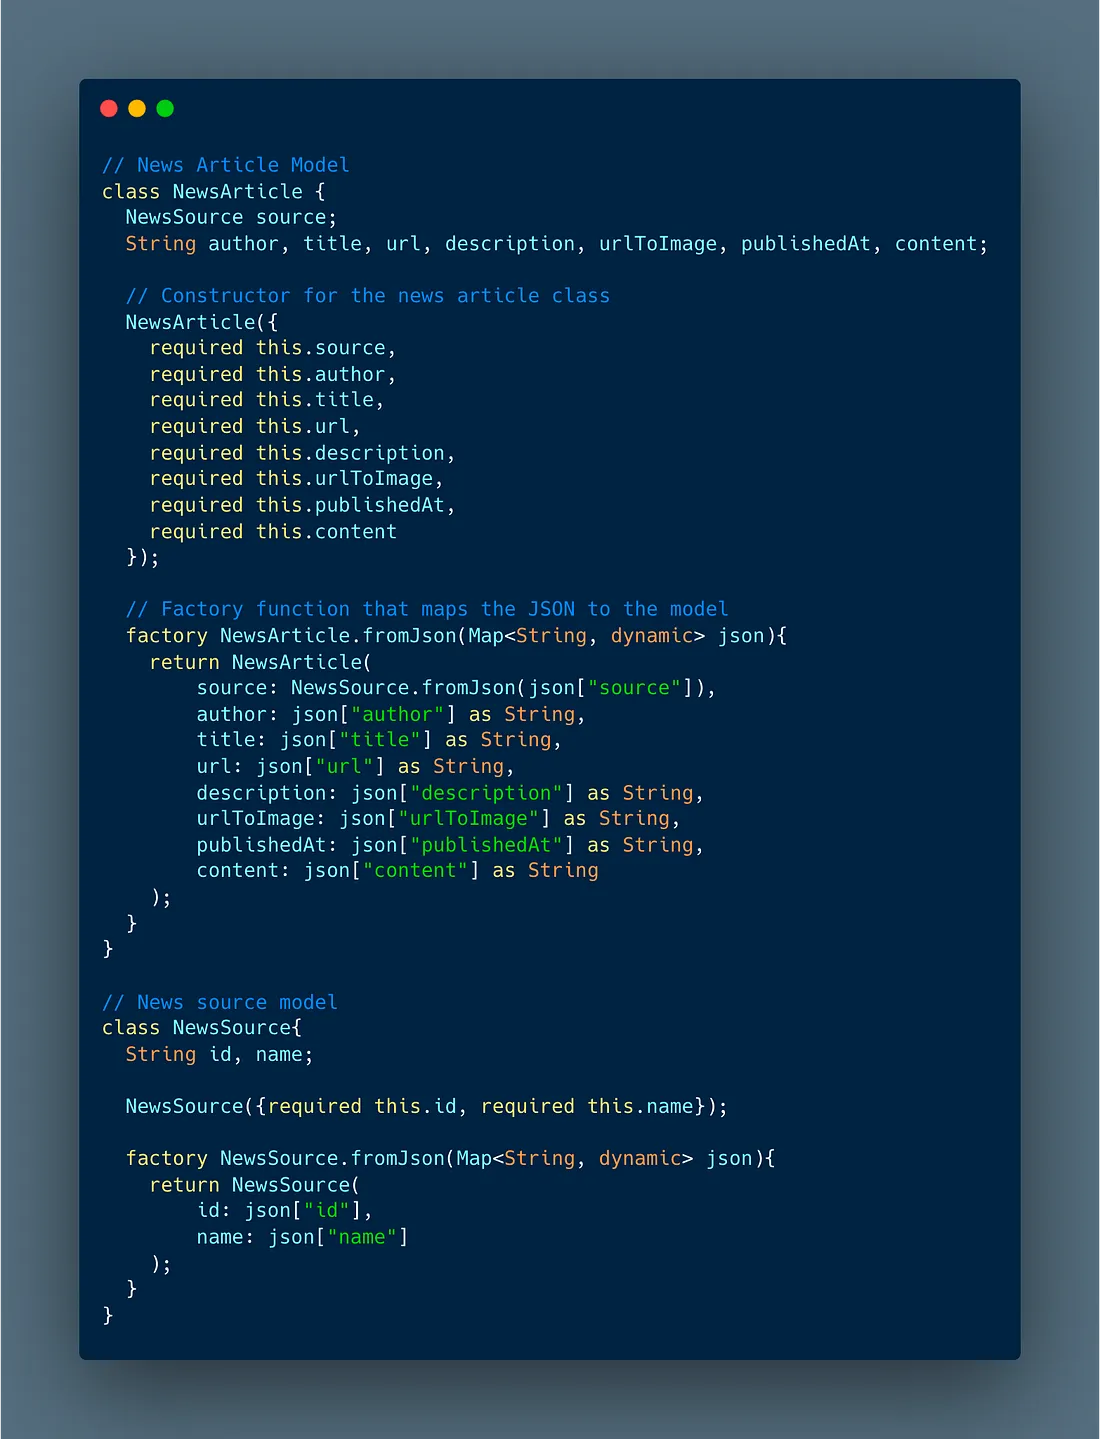 // News Article Model
class NewsArticle {
  NewsSource source;
  String author, title, url, description, urlToImage, publishedAt, content;

  // Constructor for the news article class
  NewsArticle({
    required this.source,
    required this.author,
    required this.title,
    required this.url,
    required this.description,
    required this.urlToImage,
    required this.publishedAt,
    required this.content
  });

  // Factory function that maps the JSON to the model
  factory NewsArticle.fromJson(Map<String, dynamic> json){
    return NewsArticle(
        source: NewsSource.fromJson(json["source"]),
        author: json["author"] as String,
        title: json["title"] as String,
        url: json["url"] as String,
        description: json["description"] as String,
        urlToImage: json["urlToImage"] as String,
        publishedAt: json["publishedAt"] as String,
        content: json["content"] as String
    );
  }
}

// News source model
class NewsSource{
  String id, name;

  NewsSource({required this.id, required this.name});

  factory NewsSource.fromJson(Map<String, dynamic> json){
    return NewsSource(
        id: json["id"],
        name: json["name"]
    );
  }
}